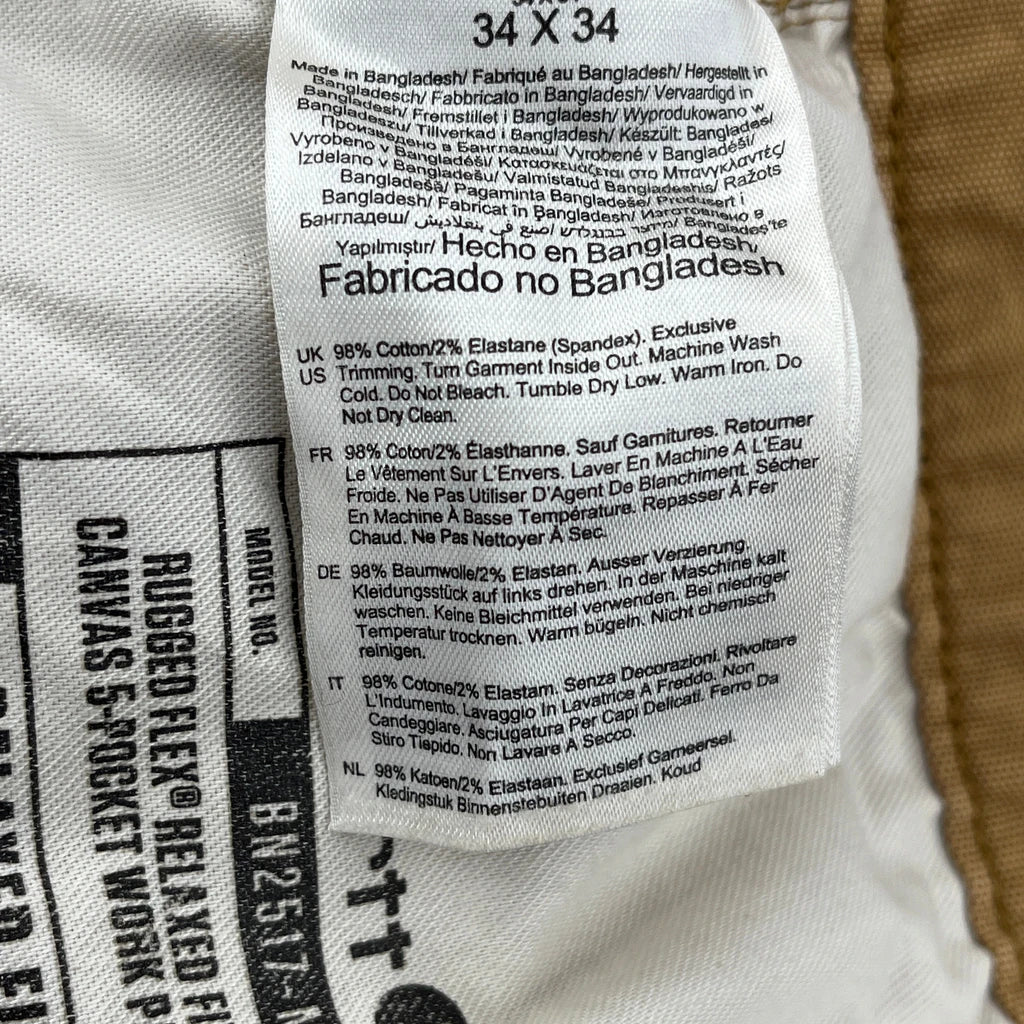 34 X 34
Made in Bangladesh/ Fabriqué au Bangladesh/ Hergestellt in
Bangladesch/ Fabbricato in Bangladesh/ Vervaardigd in
Bangladesh/ Fremstillet i Bangladesh/ Wyprodukowano w
Bangladeszu/ Tillverkad i Bangladesh/ Készült: Banglades/
Произведено в Бангладеш/ Vyrobené v Bangladéši/
Vyrobeno v Bangladéši/ Κατασκευάζεται στο Μπανγκλαντές/
Izdelano v Bangladešu/ Valmistatud Bangladeshis/ Ražots
Bangladešā/ Pagaminta Bangladeše/ Produsert i
Bangladesh/ Fabricat în Bangladesh/ Изготовлено в
Бангладеш/ صنع في بنغلاديش/ מיוצר בבנגלדש/ Bangladeş'te
Yapılmıştır/ Hecho en Bangladesh/
Fabricado no Bangladesh
UK 98% Cotton/2% Elastane (Spandex). Exclusive
US Trimming. Turn Garment Inside Out. Machine Wash
Cold. Do Not Bleach. Tumble Dry Low. Warm Iron. Do
Not Dry Clean.
FR 98% Coton/2% Élasthanne. Sauf Garnitures. Retourner
Le Vêtement Sur L'Envers. Laver En Machine A L'Eau
Froide. Ne Pas Utiliser D'Agent De Blanchiment. Sécher
En Machine À Basse Température. Repasser À Fer
Chaud. Ne Pas Nettoyer À Sec.
DE 98% Baumwolle/2% Elastan. Ausser Verzierung.
Kleidungsstück auf links drehen. In der Maschine kalt
waschen. Keine Bleichmittel verwenden. Bei niedriger
Temperatur trocknen. Warm bügeln. Nicht chemisch
reinigen.
IT 98% Cotone/2% Elastam. Senza Decorazioni. Rivoltare
L'Indumento. Lavaggio In Lavatrice A Freddo. Non
Candeggiare. Asciugatura Per Capi Delicati. Ferro Da
Stiro Tiepido. Non Lavare A Secco.
NL 98% Katoen/2% Elastaan. Exclusief Garneersel.
Kledingstuk Binnenstebuiten Draaien. Koud
MODEL NO.
BN2517-
RUGGED FLEX® RELAXED
CANVAS 5-POCKET WORK